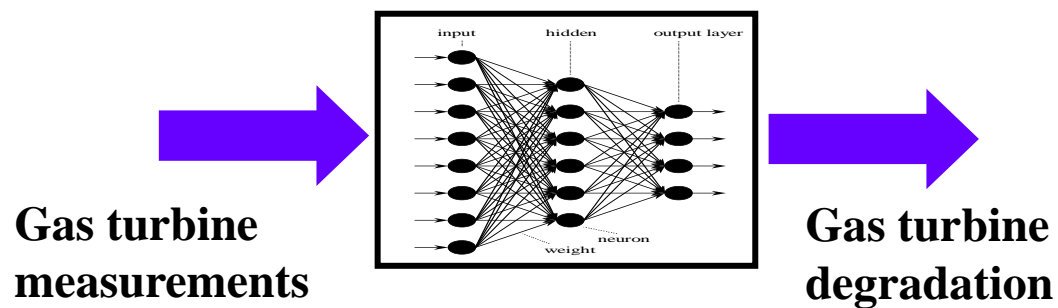 input hidden output layer
neuron
weight
Gas turbine
measurements
Gas turbine
degradation